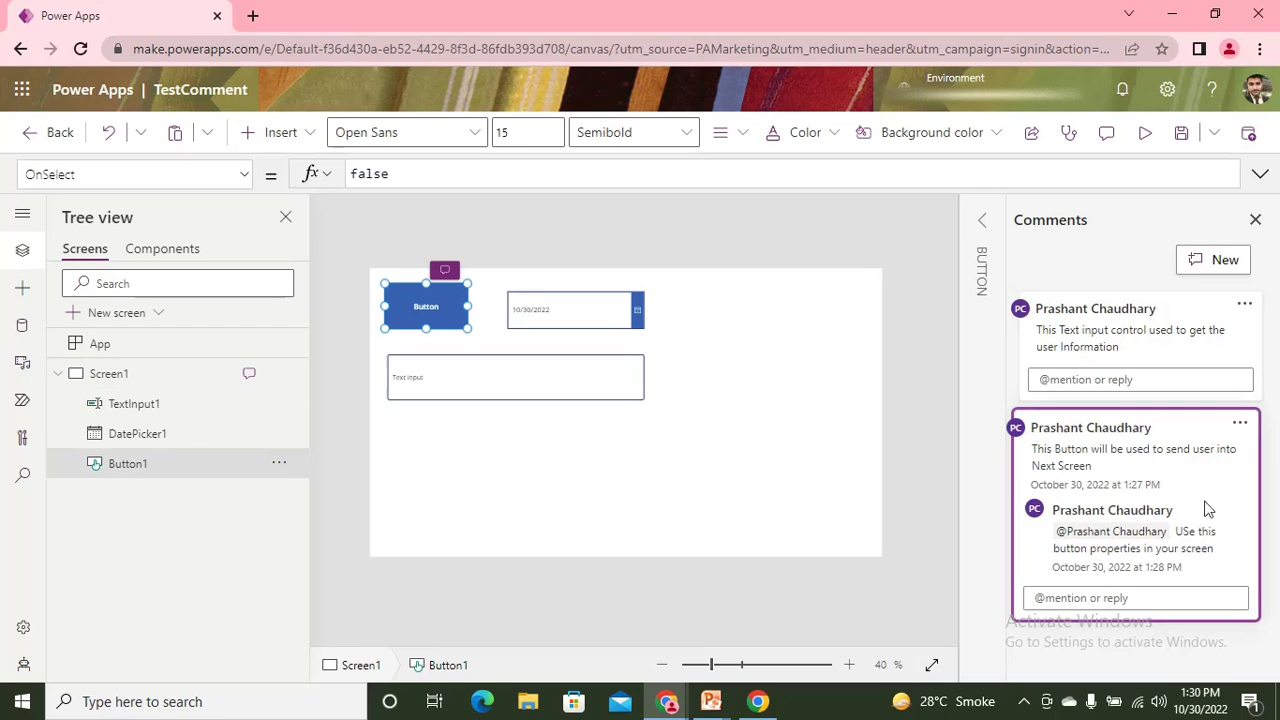 Power Apps
make.powerapps.com/e/Default-f36d430a-eb52-4429-8f3d-86fdb393d708/canvas/?utm_source=PAMarketing&utm_medium=header&utm_campaign=signin&action=...
Power Apps | TestComment
Environment
Back
Insert
Open Sans
15
Semibold
Color
Background color
OnSelect
=
fx
false
Tree view
Screens
Components
Search
New screen
App
Screen1
TextInput1
DatePicker1
Button1
Button
10/30/2022
Text input
BUTTON
Comments
New
PC
Prashant Chaudhary
This Text input control used to get the
user Information
@mention or reply
PC
Prashant Chaudhary
This Button will be used to send user into
Next Screen
October 30, 2022 at 1:27 PM
PC
Prashant Chaudhary
@Prashant Chaudhary USe this
button properties in your screen
October 30, 2022 at 1:28 PM
@mention or reply
Activate Windows
Go to Settings to activate Windows.
Screen1
Button1
40 %
Type here to search
28°C Smoke
1:30 PM
10/30/2022
1